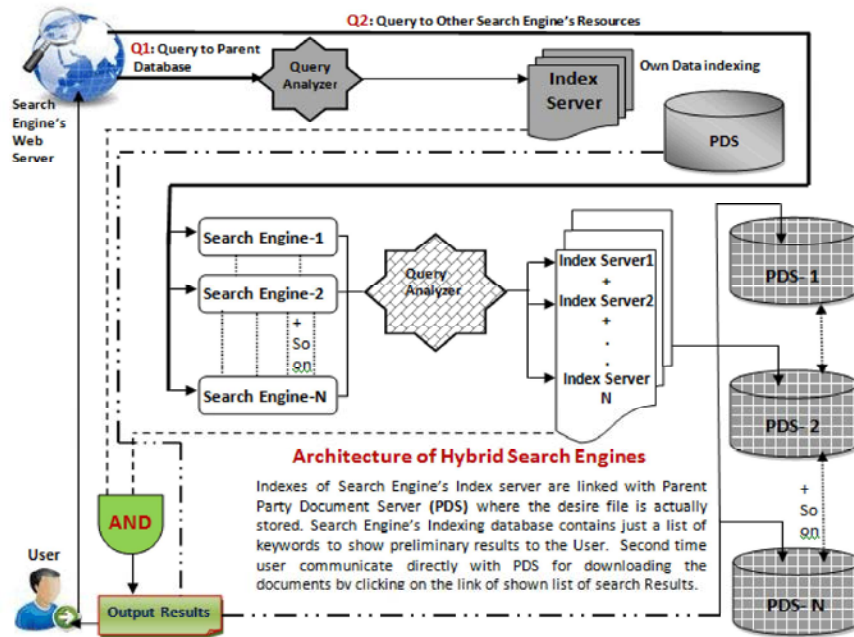 Q2: Query to Other Search Engine's Resources
Q1: Query to Parent
Database
Query
Analyzer
Index
Server
Own Data indexing
PDS
Search
Engine's
Web
Server
Search Engine-1
Search Engine-2
+
So
on
Search Engine-N
Query
Analyzer
Index Server1
+
Index Server2
+
.
.
Index Server
N
PDS- 1
PDS- 2
+
So
on
PDS- N
Architecture of Hybrid Search Engines
Indexes of Search Engine's Index server are linked with Parent
Party Document Server (PDS) where the desire file is actually
stored. Search Engine's Indexing database contains just a list of
keywords to show preliminary results to the User. Second time
user communicate directly with PDS for downloading the
documents by clicking on the link of shown list of search Results.
AND
User
Output Results